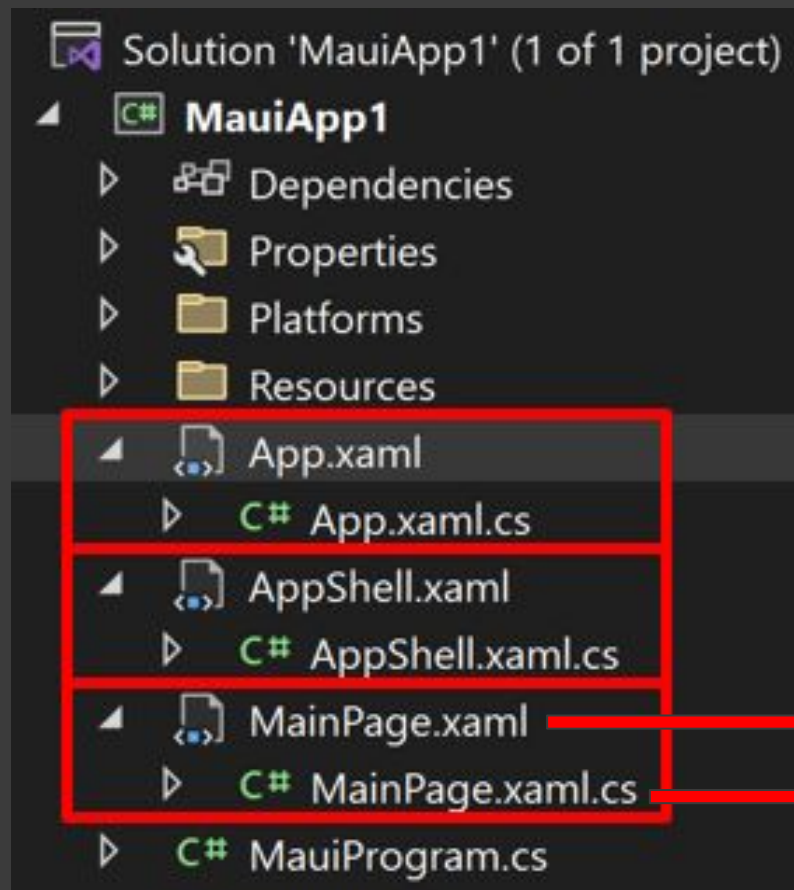 Solution 'MauiApp1' (1 of 1 project)
C# MauiApp1
Dependencies
Properties
Platforms
Resources
App.xaml
C# App.xaml.cs
AppShell.xaml
C# AppShell.xaml.cs
MainPage.xaml
C# MainPage.xaml.cs
C# MauiProgram.cs